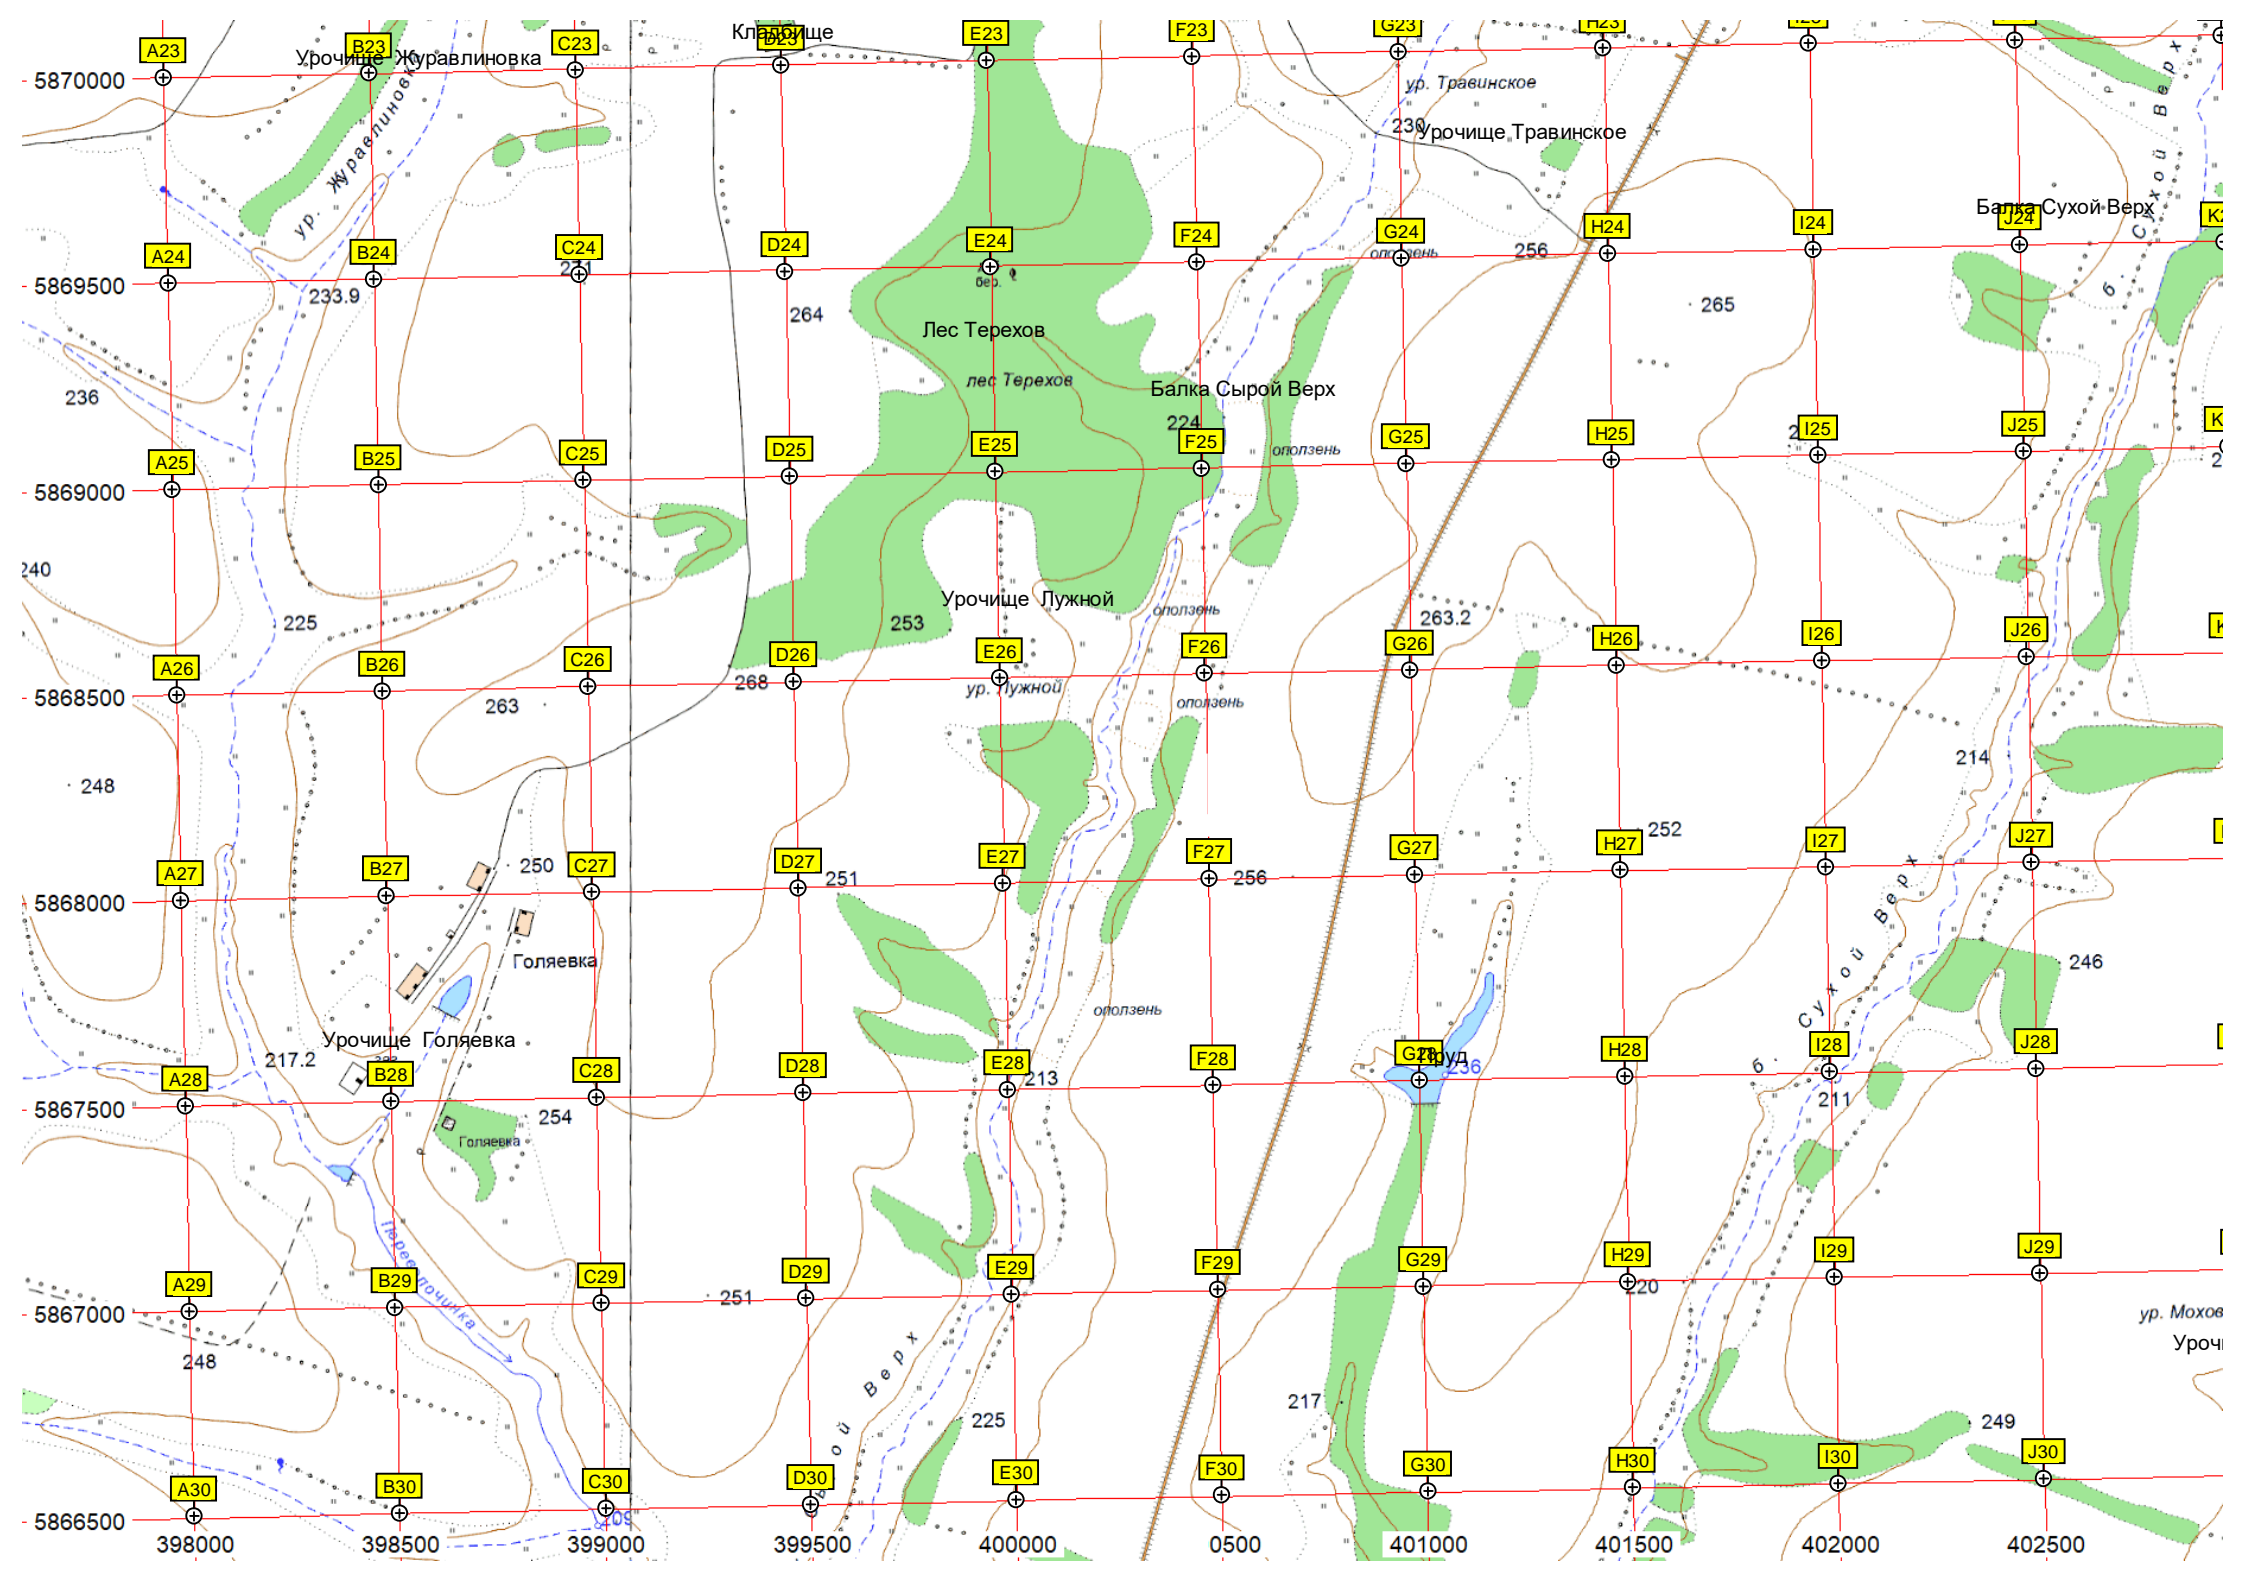 A23
B23
C23
Кладбище
D23
E23
F23
G23
H23
Урочище Журавлиновка
5870000
ур. Журавлиновка
ур. Травинское
230
Урочище Травинское
б. Сухой Верх
Балка Сухой Верх
A24
B24
C24
D24
E24
F24
G24
H24
I24
J24
оползень
256
271
5869500
233.9
264
бер.
265
Лес Терехов
лес Терехов
236
Балка Сырой Верх
224
оползень
A25
B25
C25
D25
E25
F25
G25
H25
I25
J25
5869000
240
225
253
Урочище Лужной
оползень
263.2
A26
B26
C26
D26
E26
F26
G26
H26
I26
J26
268
ур. Лужной
5868500
263
оползень
214
248
252
250
251
256
A27
B27
C27
D27
E27
F27
G27
H27
I27
J27
5868000
Голяевка
246
оползень
б. Сухой Верх
217.2
Урочище Голяевка
Пруд
236
A28
B28
C28
D28
E28
F28
G28
H28
I28
J28
213
211
5867500
254
Голяевка
Перевлочинка
A29
B29
C29
D29
E29
F29
G29
H29
I29
J29
251
220
5867000
ур. Мохов
248
Верх
217
225
249
A30
B30
C30
D30
E30
F30
G30
H30
I30
J30
5866500
398000
398500
399000
399500
400000
0500
401000
401500
402000
402500